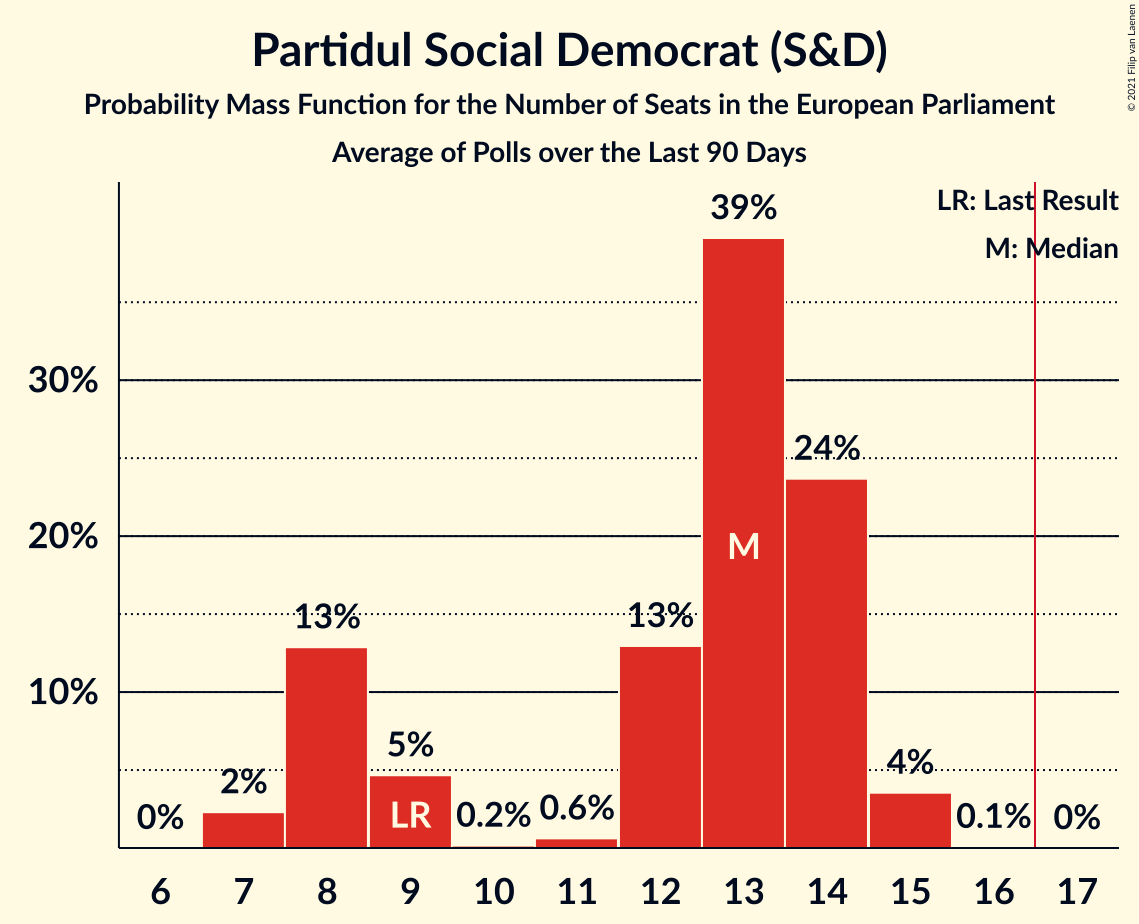 Partidul Social Democrat (S&D)
Probability Mass Function for the Number of Seats in the European Parliament
Average of Polls over the Last 90 Days
© 2021 Filip van Laenen
LR: Last Result
M: Median
39%
30%
24%
20%
M
13%
13%
10%
5%
4%
2%
LR
0%
0.2%
0.6%
0.1%
0%
6 7 8 9 10 11 12 13 14 15 16 17